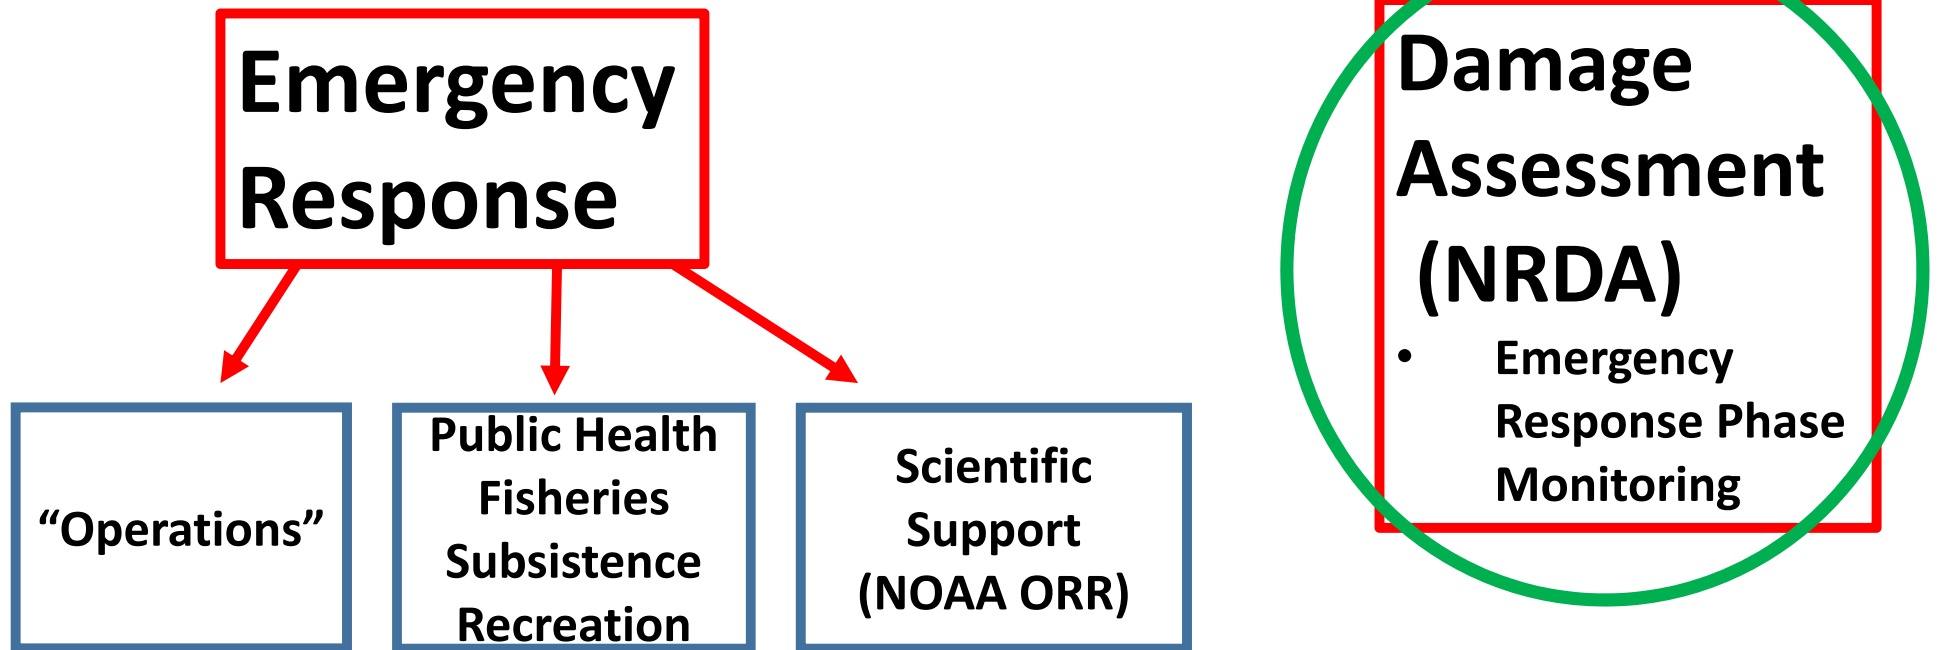 Emergency
Response
Damage
Assessment
(NRDA)
• Emergency
Response Phase
Monitoring
“Operations”
Public Health
Fisheries
Subsistence
Recreation
Scientific
Support
(NOAA ORR)